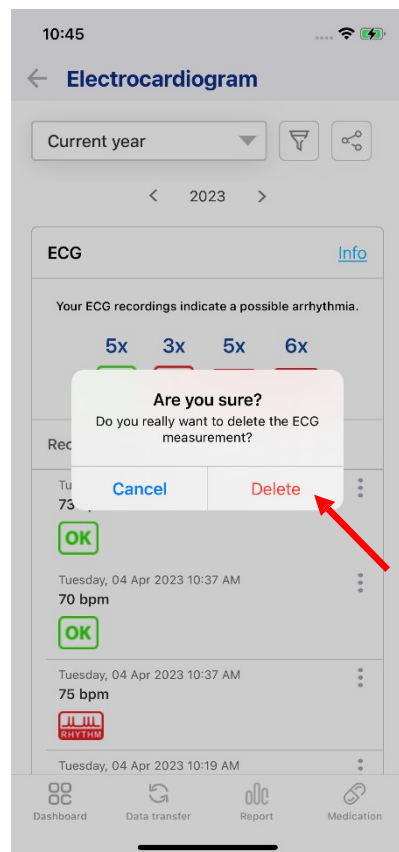 10:45
Electrocardiogram
Current year
2023
ECG Info
Your ECG recordings indicate a possible arrhythmia.
5x 3x 5x 6x
Are you sure?
Do you really want to delete the ECG
measurement?
Cancel Delete
OK
Tuesday, 04 Apr 2023 10:37 AM
70 bpm
OK
Tuesday, 04 Apr 2023 10:37 AM
75 bpm
RHYTHM
Tuesday, 04 Apr 2023 10:19 AM
Dashboard Data transfer Report Medication